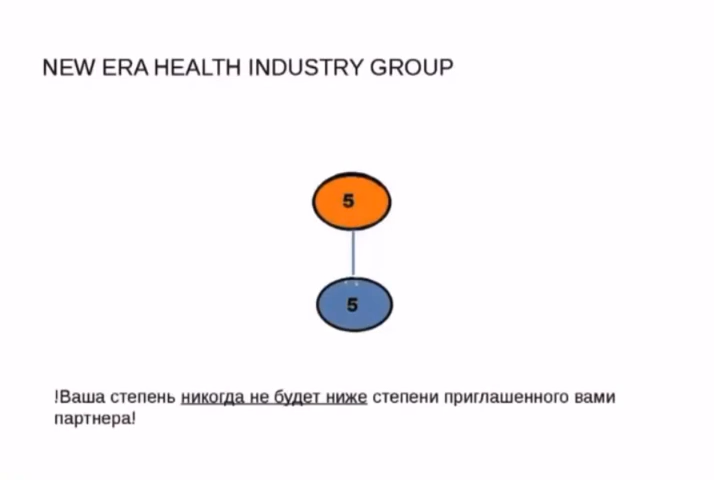 NEW ERA HEALTH INDUSTRY GROUP
5
5
!Ваша степень никогда не будет ниже степени приглашенного вами
партнера!